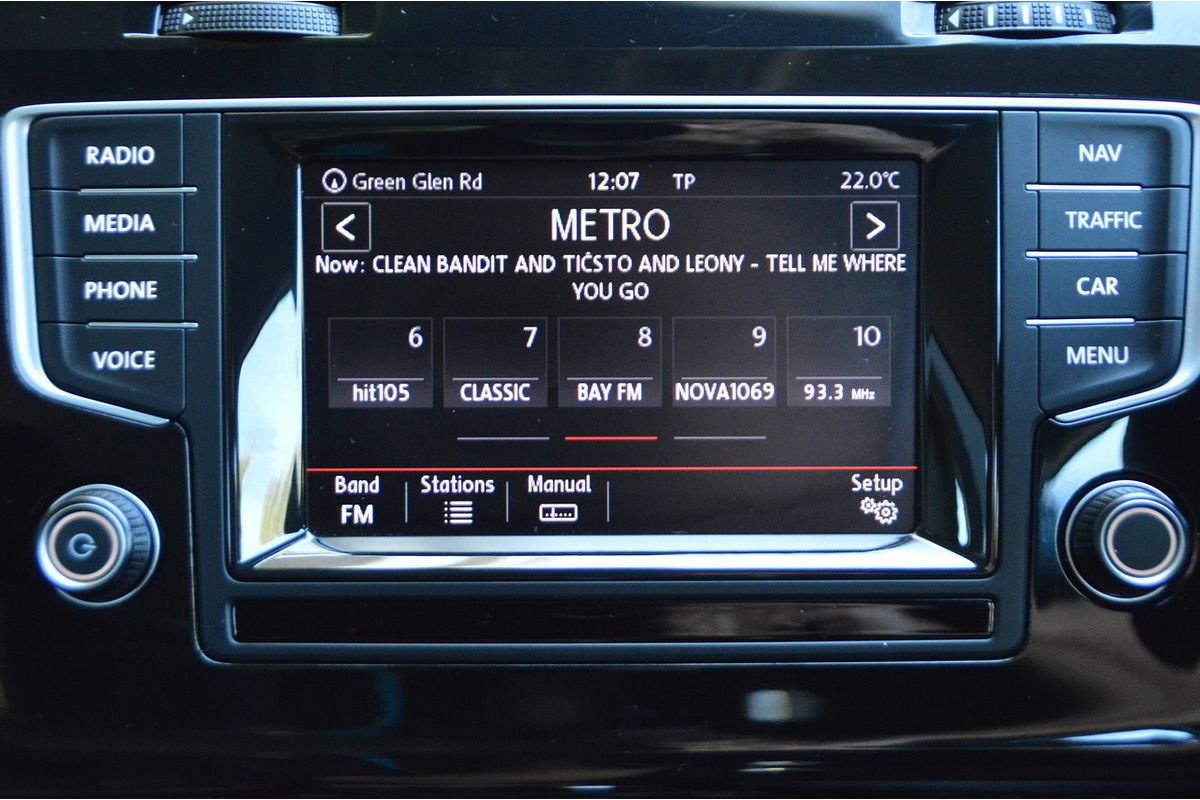 RADIO
MEDIA
PHONE
VOICE
Green Glen Rd 12:07 TP 22.0°C
< METRO >
Now: CLEAN BANDIT AND TIČSTO AND LEONY - TELL ME WHERE
YOU GO
6 7 8 9 10
hit105 CLASSIC BAY FM NOVA1069 93.3 MHz
Band Stations Manual Setup
FM
NAV
TRAFFIC
CAR
MENU